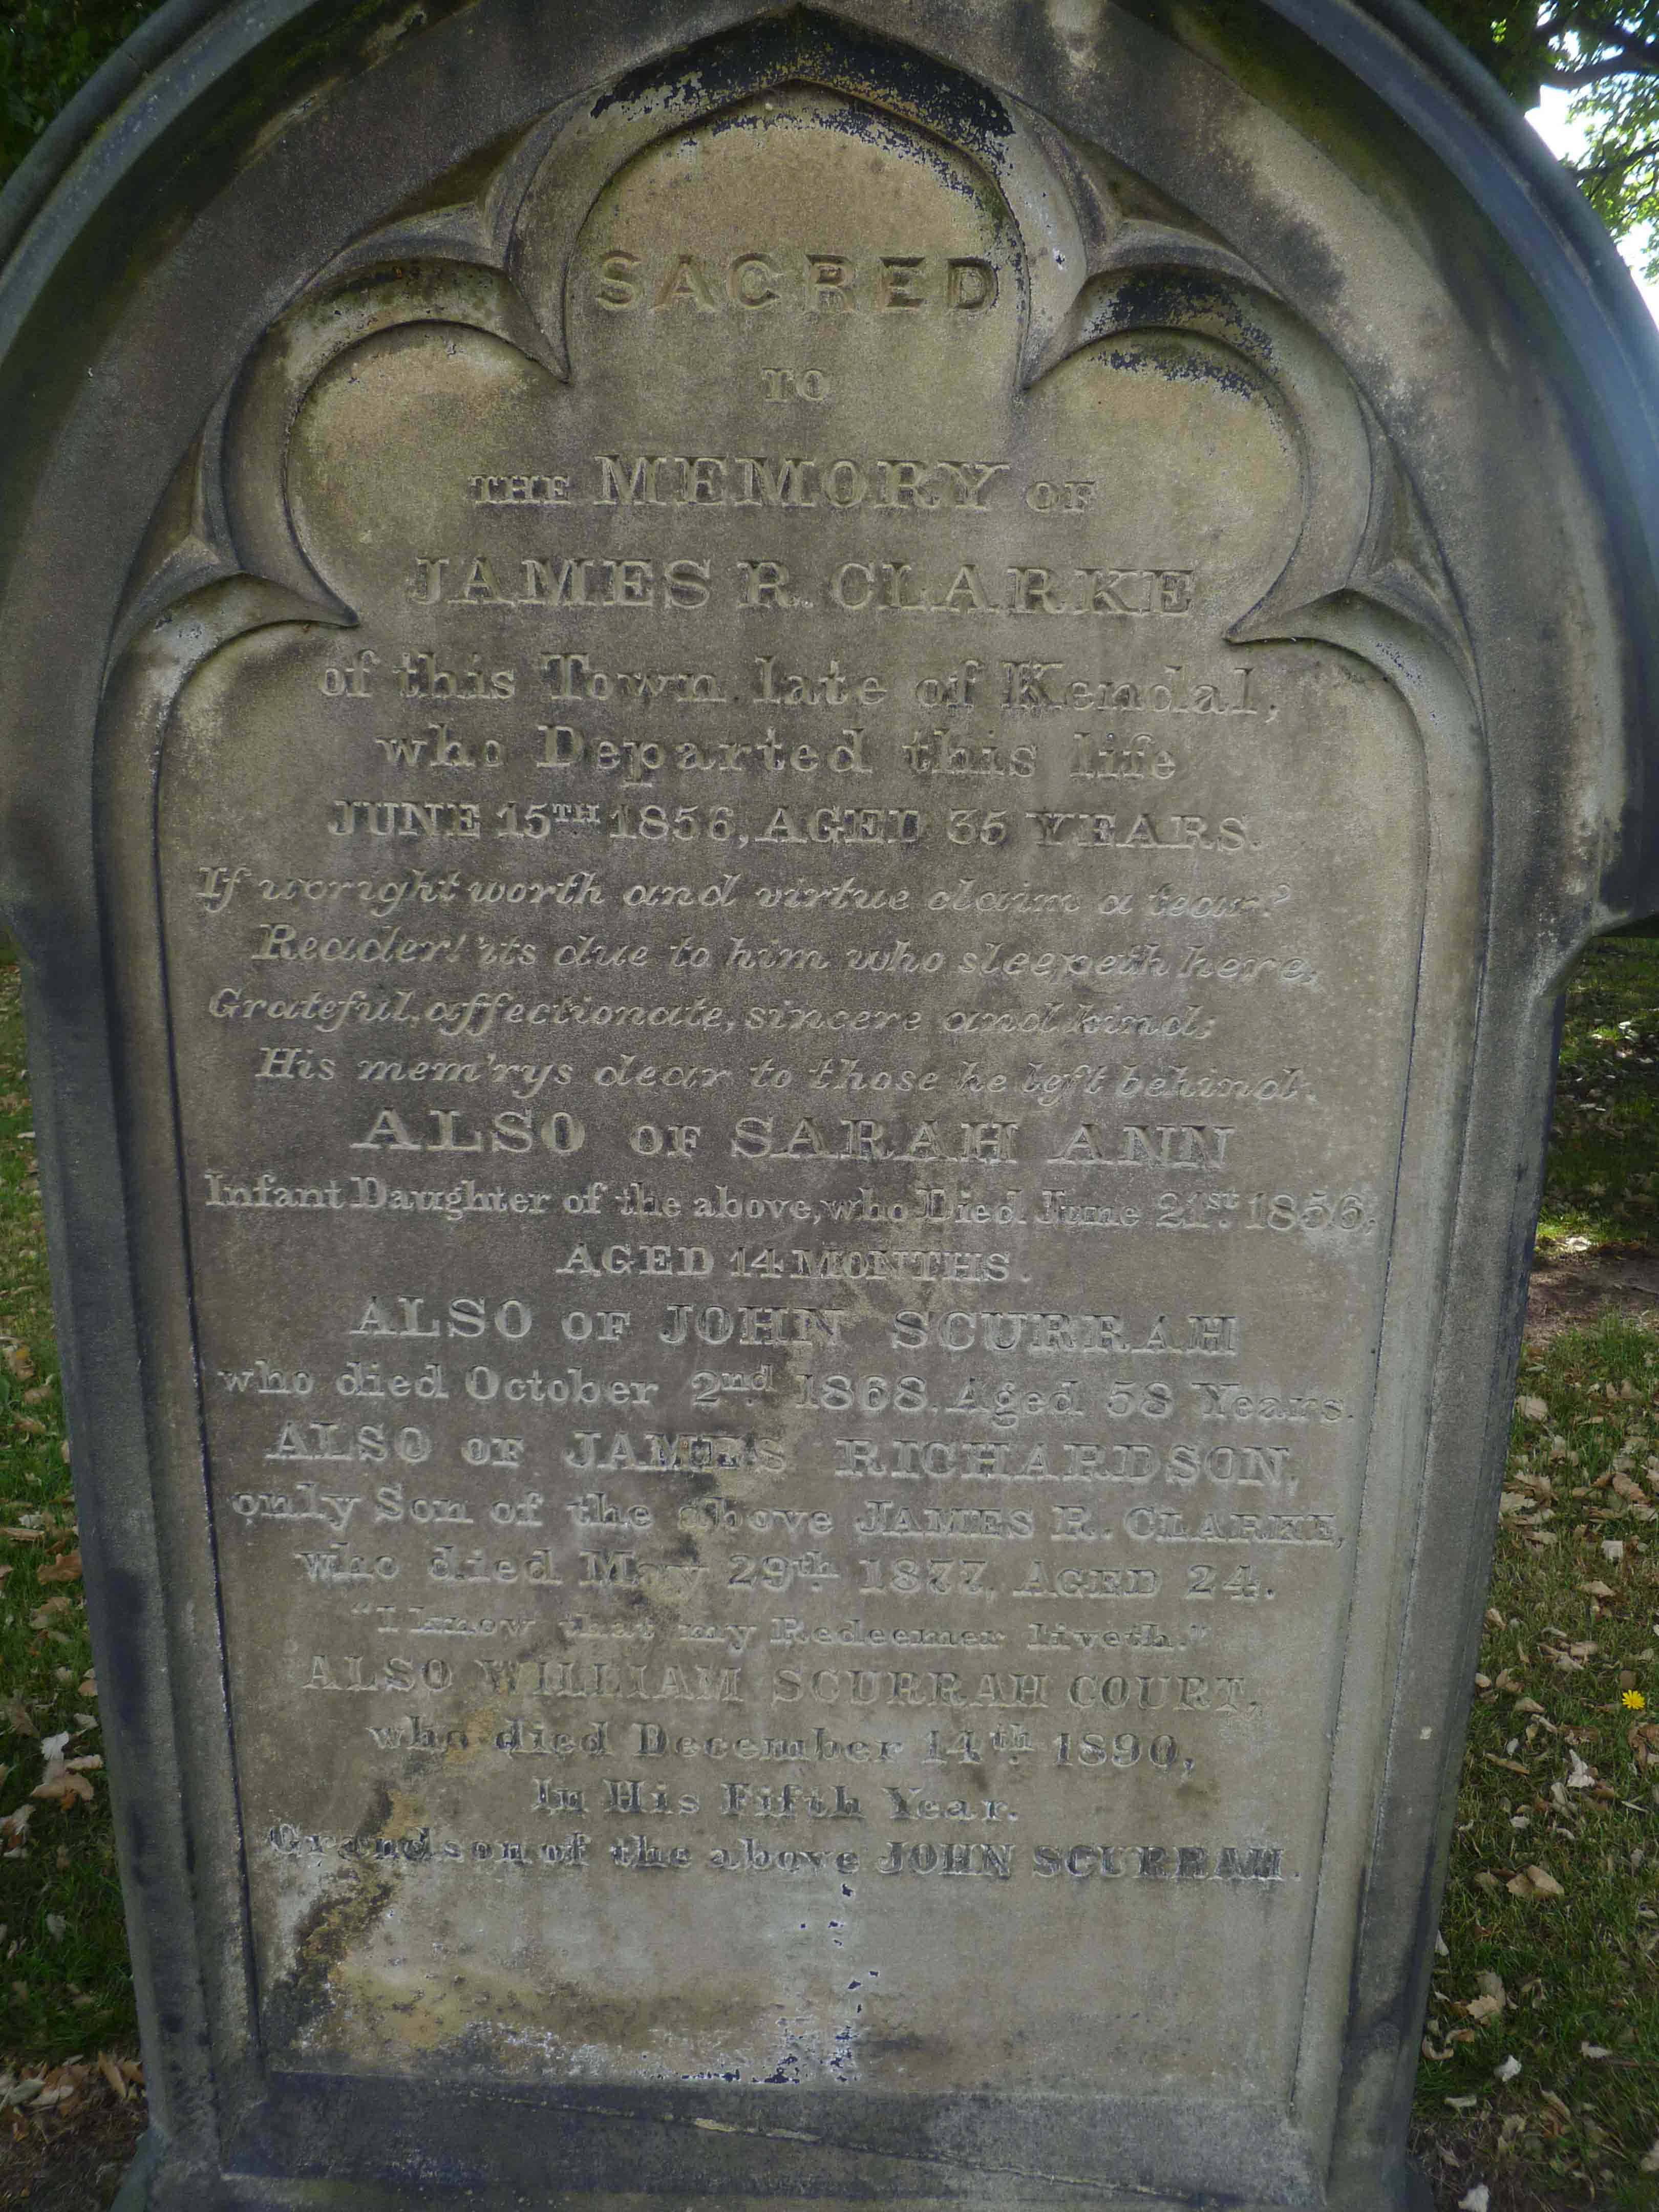 SACRED
TO
THE MEMORY OF
JAMES R. CLARKE
of this Town late of Kendal,
who Departed this life
JUNE 15TH 1856, AGED 35 YEARS.
If upright worth and virtue claim a tear?
Reader! 'its due to him who sleepeth here,
Grateful, affectionate, sincere and kind;
His mem'rys dear to those he left behind.
ALSO OF SARAH ANN
Infant Daughter of the above, who Died June 21st. 1856,
AGED 14 MONTHS.
ALSO OF JOHN SCURRAH
who died October 2nd. 1868. Aged 58 Years.
ALSO OF JAMES RICHARDSON,
only Son of the above JAMES R. CLARKE,
who died May 29th 1877, AGED 24.
"I know that my Redeemer liveth."
ALSO WILLIAM SCURRAH COURT,
who died December 14th. 1890,
In His Fifth Year.
Grandson of the above JOHN SCURRAH.